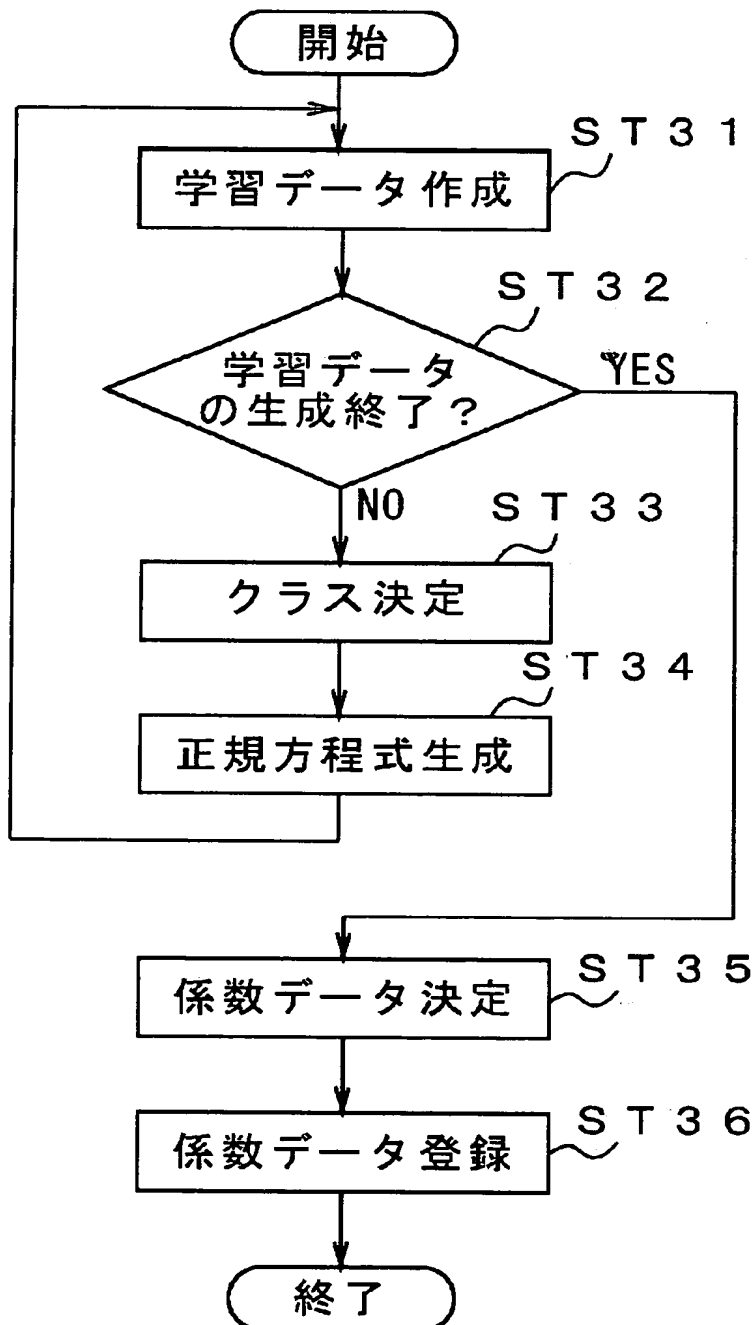 開始
ST31
学習データ作成
ST32
学習データ
の生成終了?
YES
NO
ST33
クラス決定
ST34
正規方程式生成
ST35
係数データ決定
ST36
係数データ登録
終了